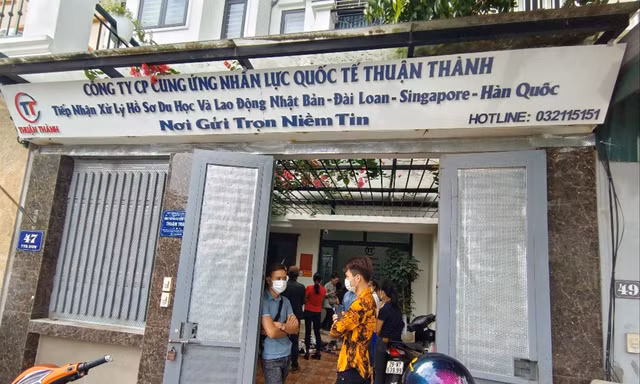 CÔNG TY CP CUNG ỨNG NHÂN LỰC QUỐC TẾ THUẬN THÀNH
Tiếp Nhận Xử Lý Hồ Sơ Du Học Và Lao Động Nhật Bản-Đài Loan-Singapore-Hàn Quốc
THUẬN THÀNH
Nơi Gửi Trọn Niềm Tin
HOTLINE: 032115151
47
49